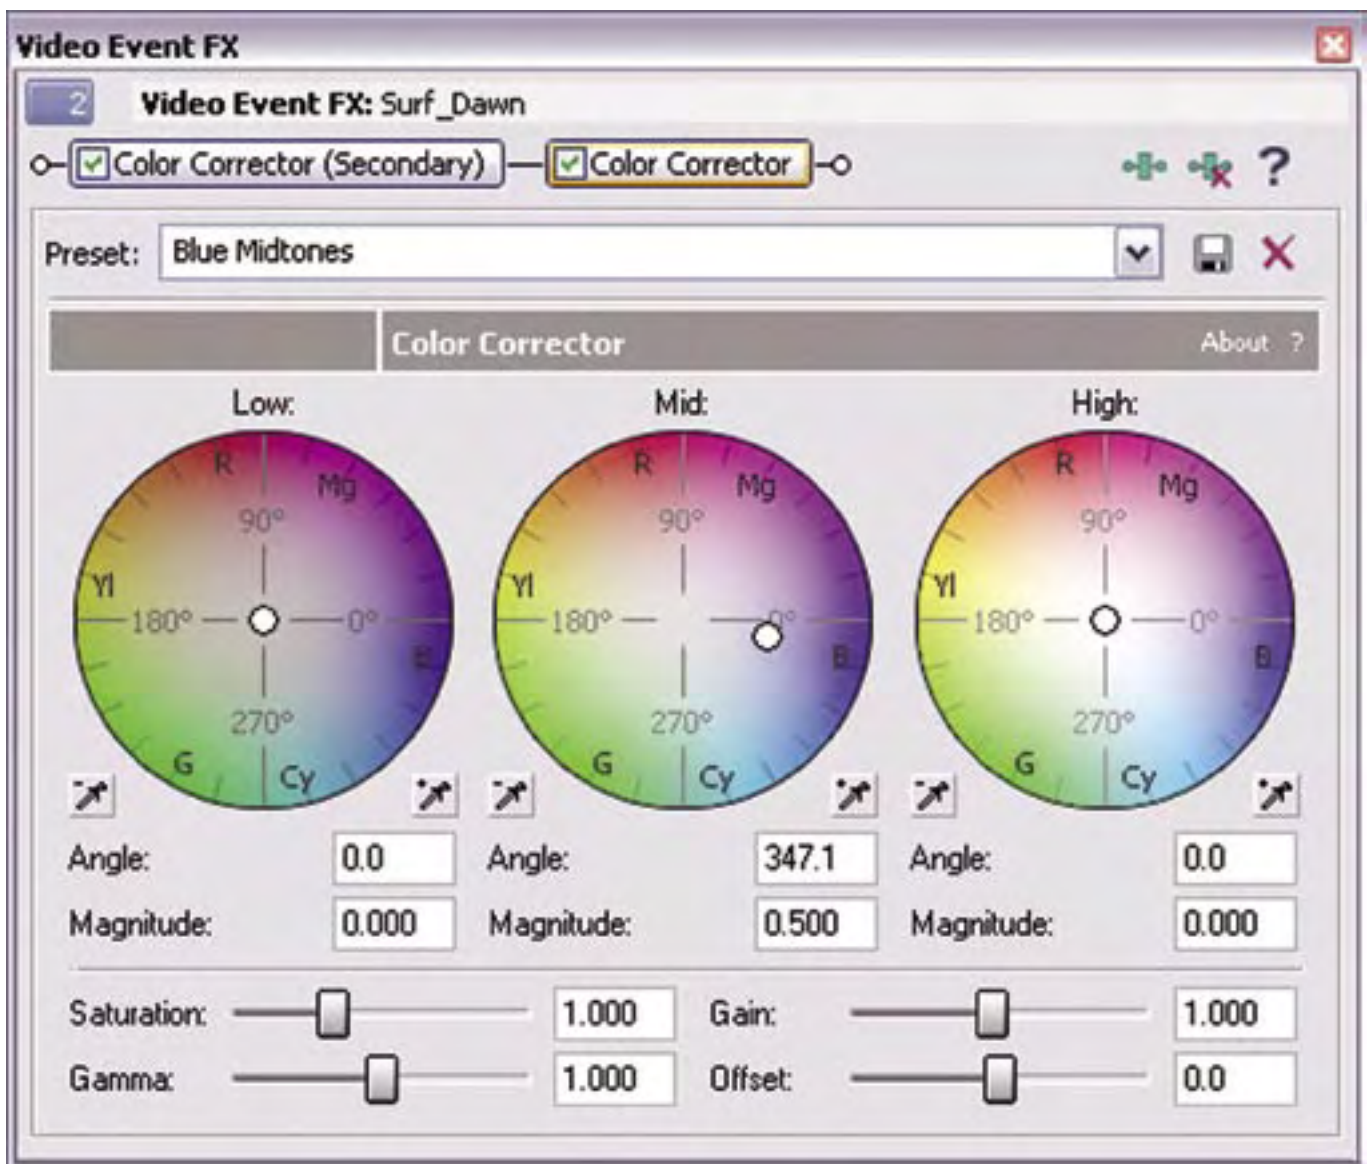 Video Event FX
2 Video Event FX: Surf_Dawn
Color Corrector (Secondary) Color Corrector ?
Preset: Blue Midtones
Color Corrector About ?
Low: Mid: High:
R Mg R Mg R Mg
90° 90° 90°
Yl Yl Yl
180° 0° 180° 0° 180° 0°
B B B
270° 270° 270°
G Cy G Cy G Cy
Angle: 0.0 Angle: 347.1 Angle: 0.0
Magnitude: 0.000 Magnitude: 0.500 Magnitude: 0.000
Saturation: 1.000 Gain: 1.000
Gamma: 1.000 Offset: 0.0